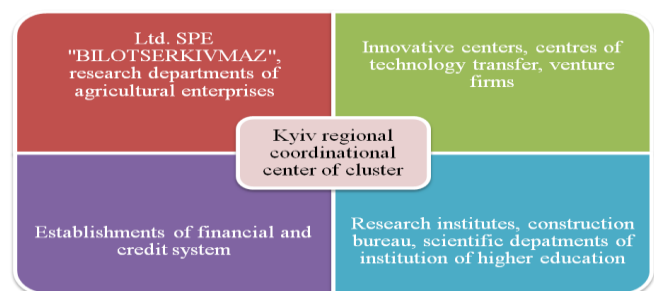 Ltd. SPE
"BILOTSERKIVMAZ",
research departments of
agricultural enterprises
Innovative centers, centres of
technology transfer, venture
firms
Kyiv regional
coordinational
center of cluster
Establishments of financial and
credit system
Research institutes, construction
bureau, scientific depatments of
institution of higher education